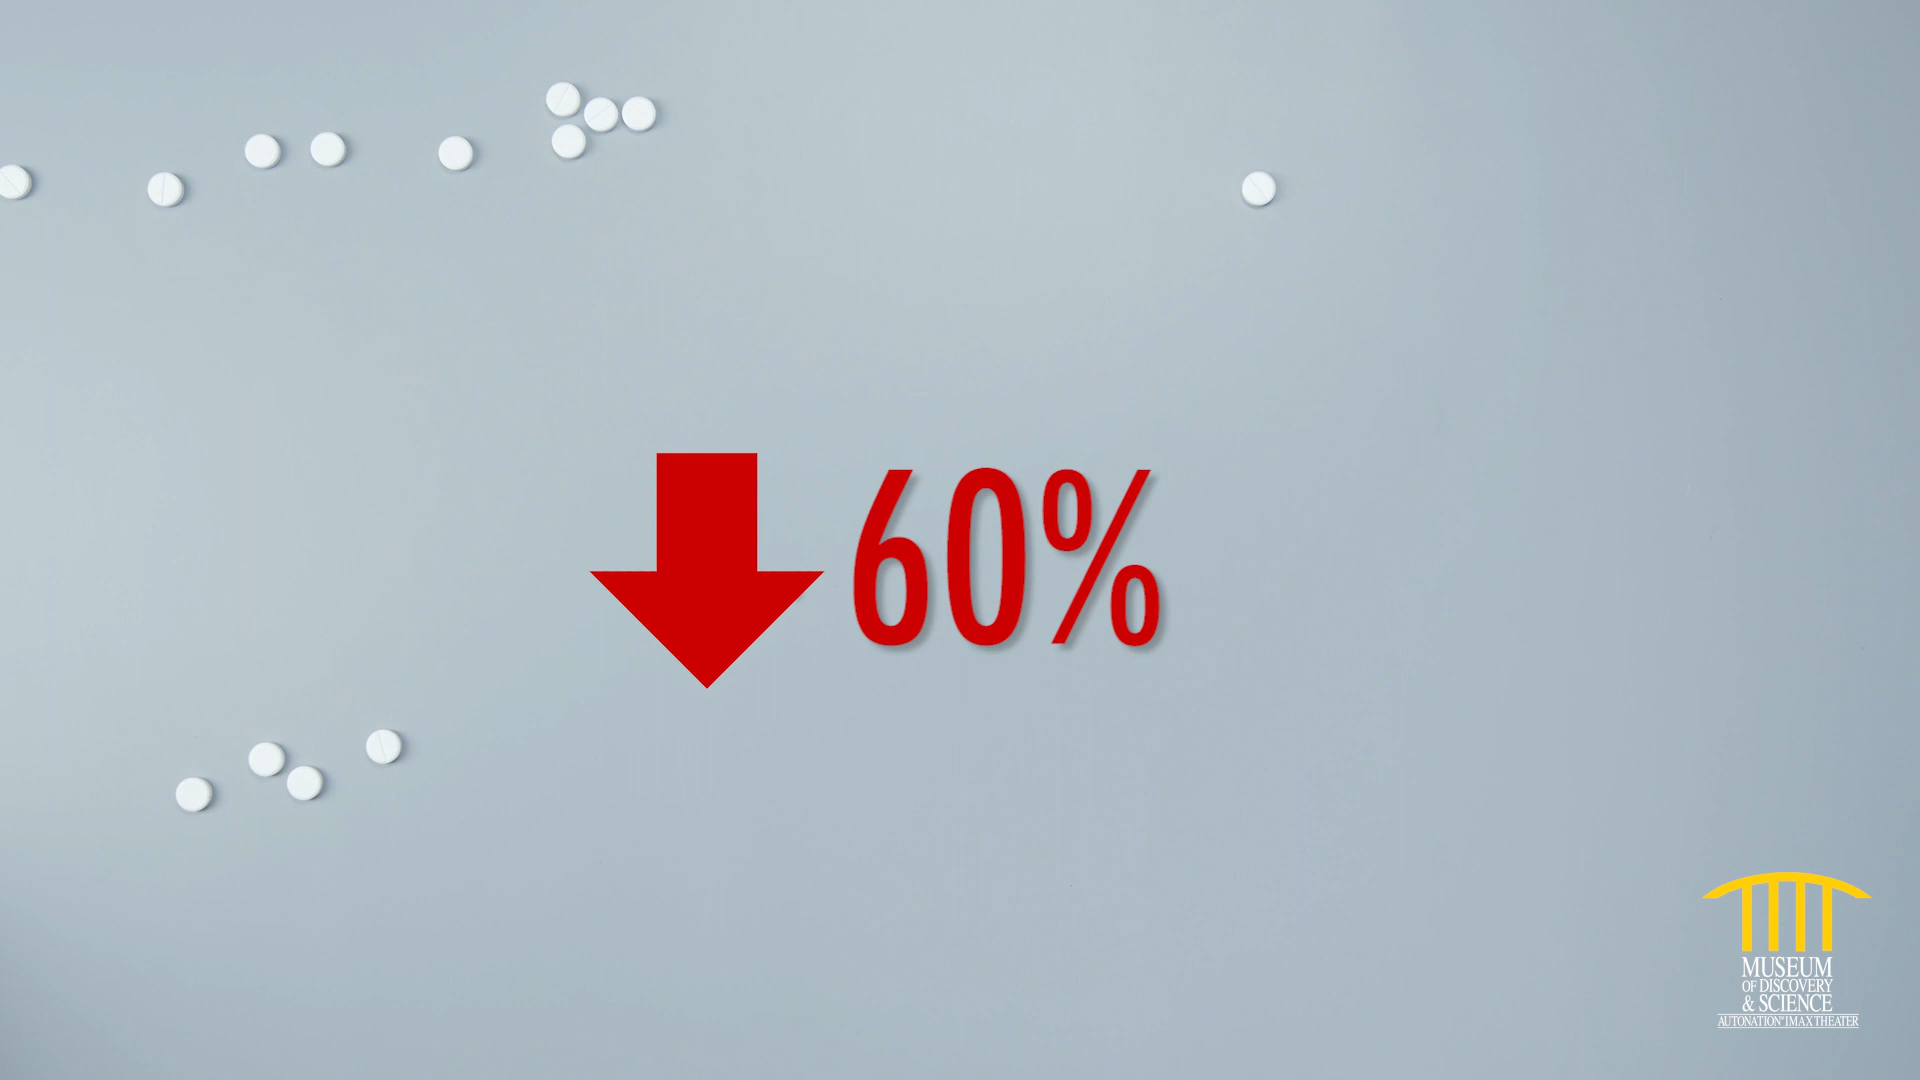 60%
MUSEUM
OF DISCOVERY
& SCIENCE
AUTONATION® IMAX THEATER